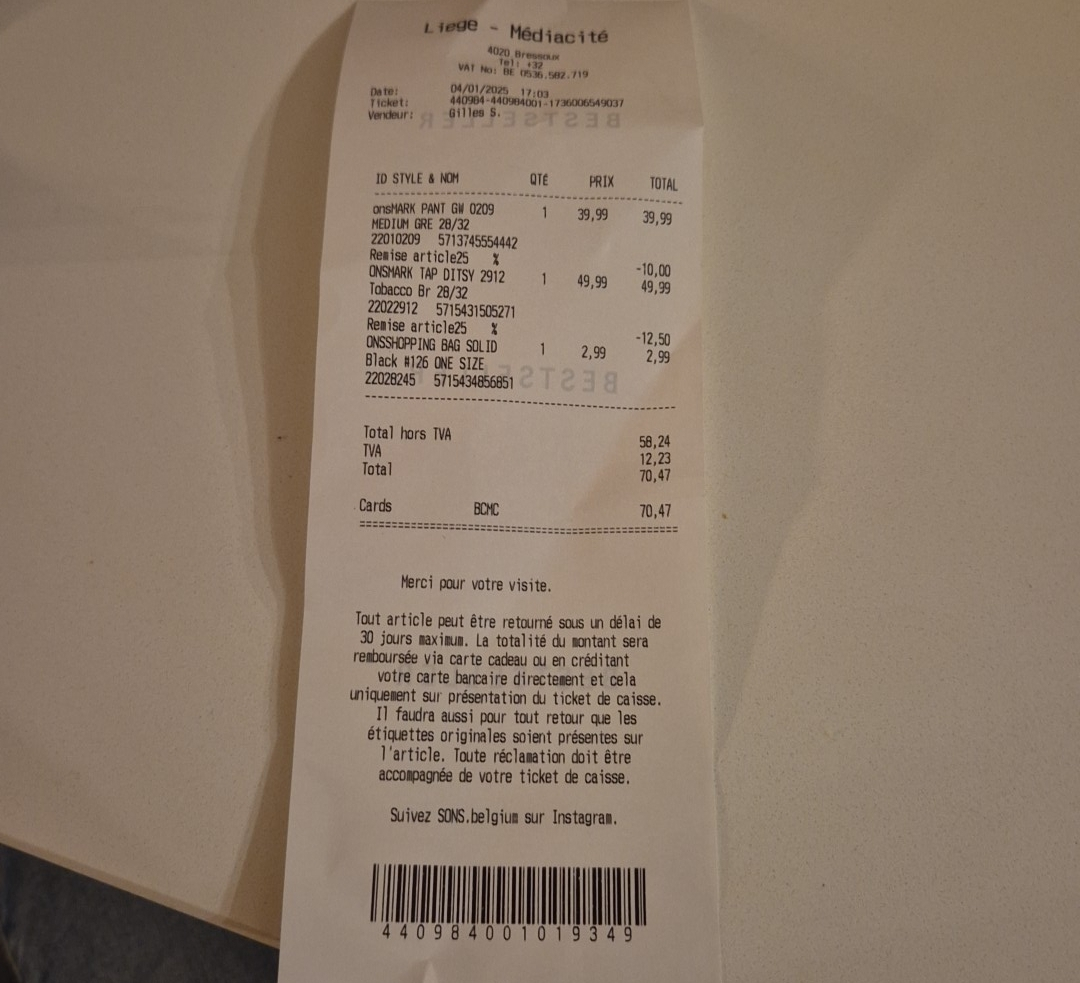 Liege - Médiacité
4020 Bressoux
Tel: +32
VAT No: BE 0536.582.719
Date: 04/01/2025 17:03
Ticket: 440984-440984001-1736006549037
Vendeur: Gilles S.
BESTSELLER
ID STYLE & NOM QTÉ PRIX TOTAL
onsMARK PANT GW 0209 1 39,99 39,99
MEDIUM GRE 28/32
22010209 5713745554442
Remise article25 % -10,00
ONSMARK TAP DITSY 2912 1 49,99 49,99
Tobacco Br 28/32
22022912 5715431505271
Remise article25 % -12,50
ONSSHOPPING BAG SOLID 1 2,99 2,99
Black #126 ONE SIZE
22028245 5715434856851
Total hors TVA 58,24
TVA 12,23
Total 70,47
Cards BCMC 70,47
Merci pour votre visite.
Tout article peut être retourné sous un délai de
30 jours maximum. La totalité du montant sera
remboursée via carte cadeau ou en créditant
votre carte bancaire directement et cela
uniquement sur présentation du ticket de caisse.
Il faudra aussi pour tout retour que les
étiquettes originales soient présentes sur
l'article. Toute réclamation doit être
accompagnée de votre ticket de caisse.
Suivez SONS.belgium sur Instagram.
440984001019349